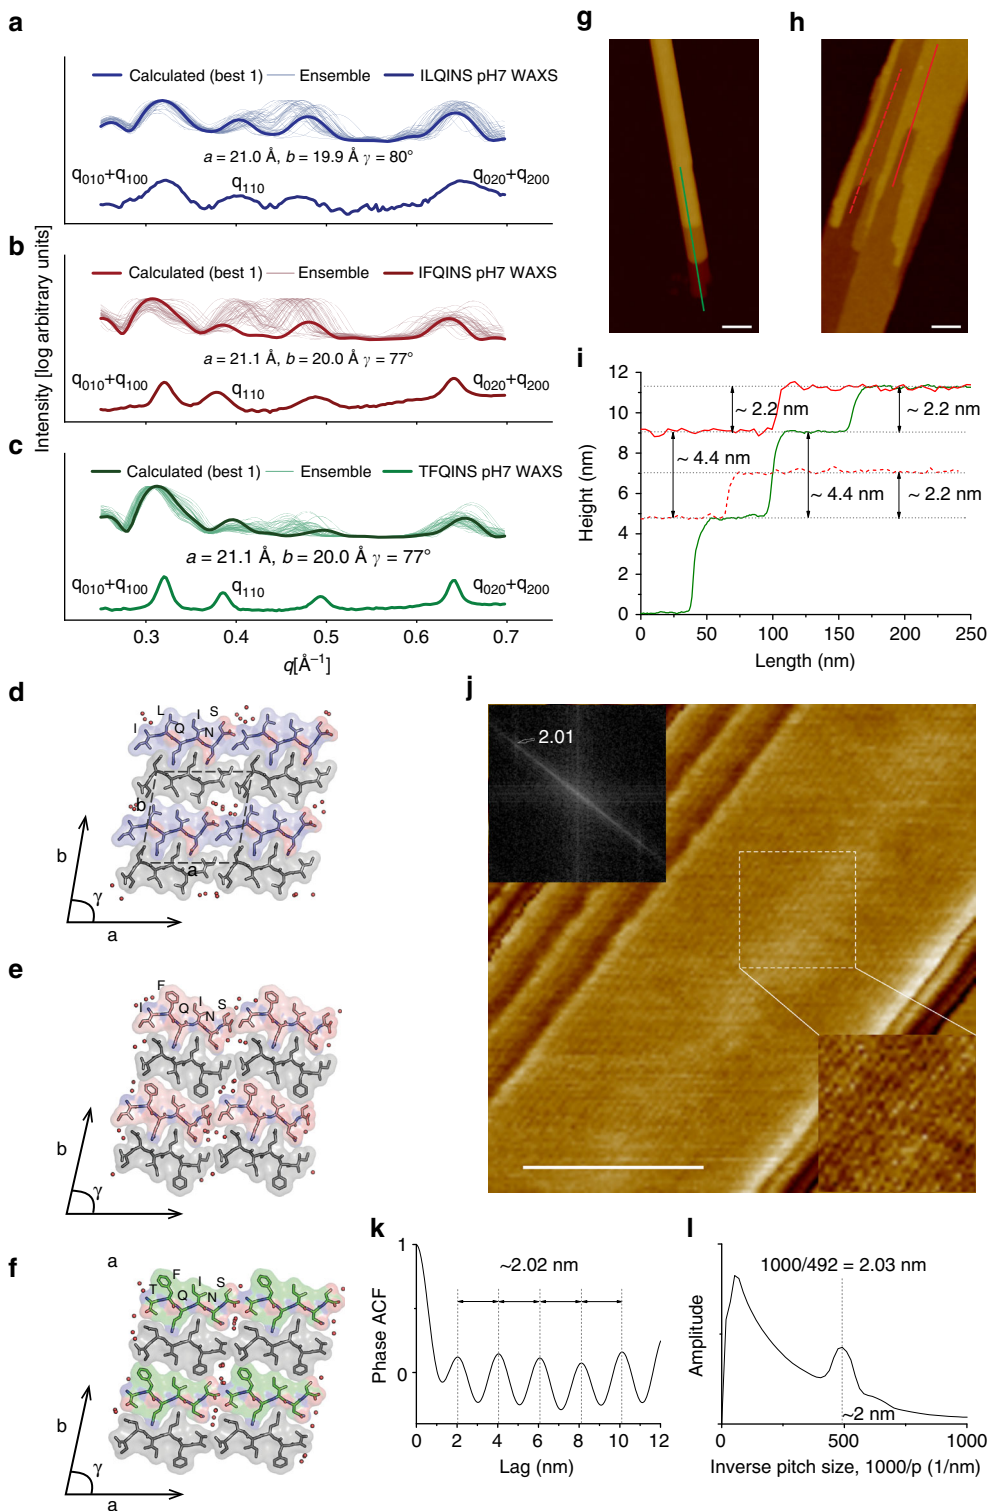 a
Calculated (best 1) Ensemble ILQINS pH7 WAXS
a = 21.0 Å, b = 19.9 Å γ = 80°
q010+q100
q110
q020+q200
b
Calculated (best 1) Ensemble IFQINS pH7 WAXS
a = 21.1 Å, b = 20.0 Å γ = 77°
q010+q100
q110
q020+q200
c
Calculated (best 1) Ensemble TFQINS pH7 WAXS
a = 21.1 Å, b = 20.0 Å γ = 77°
q010+q100
q110
q020+q200
0.3 0.4 0.5 0.6 0.7
q[Å−1]
Intensity [log arbitrary units]
d
I L Q I N S
b
a
b
γ
a
e
I F Q I N S
b
γ
a
f
a
T F Q I N S
b
γ
a
g
h
i
12
10
8
6
4
2
0
~ 2.2 nm
~ 2.2 nm
~ 4.4 nm
~ 4.4 nm
~ 2.2 nm
0 50 100 150 200 250
Length (nm)
Height (nm)
j
2.01
k
1
0
~2.02 nm
0 2 4 6 8 10 12
Lag (nm)
Phase ACF
l
1000/492 = 2.03 nm
~2 nm
0 500 1000
Inverse pitch size, 1000/p (1/nm)
Amplitude